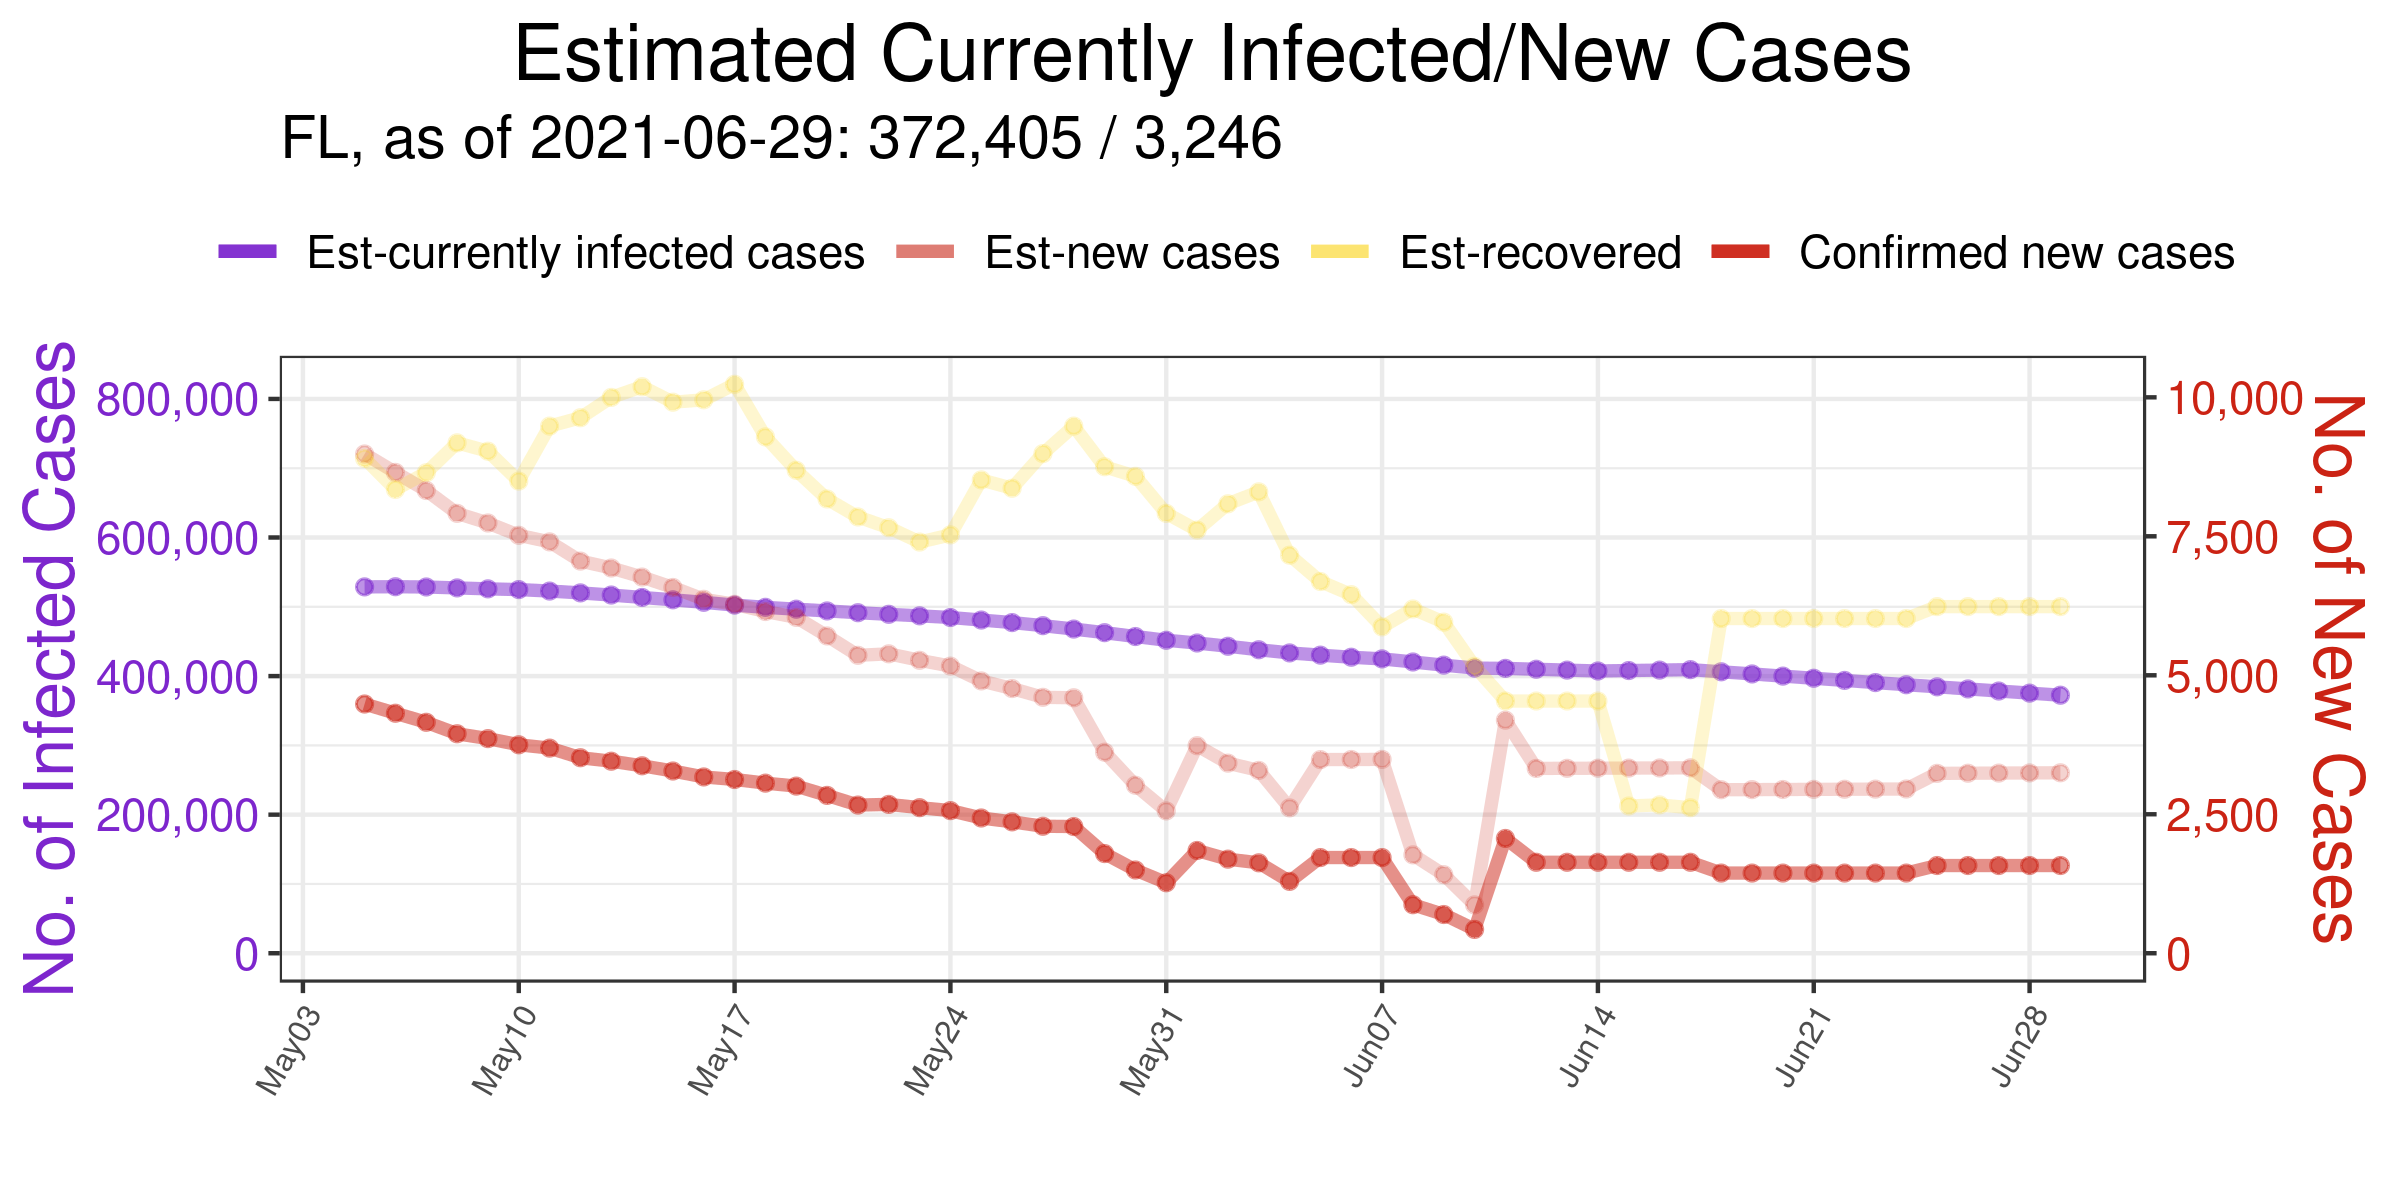 Estimated Currently Infected/New Cases
FL, as of 2021-06-29: 372,405 / 3,246
Est-currently infected cases Est-new cases Est-recovered Confirmed new cases
No. of Infected Cases
800,000
600,000
400,000
200,000
0
10,000
7,500
5,000
2,500
0
No. of New Cases
May03 May10 May17 May24 May31 Jun07 Jun14 Jun21 Jun28